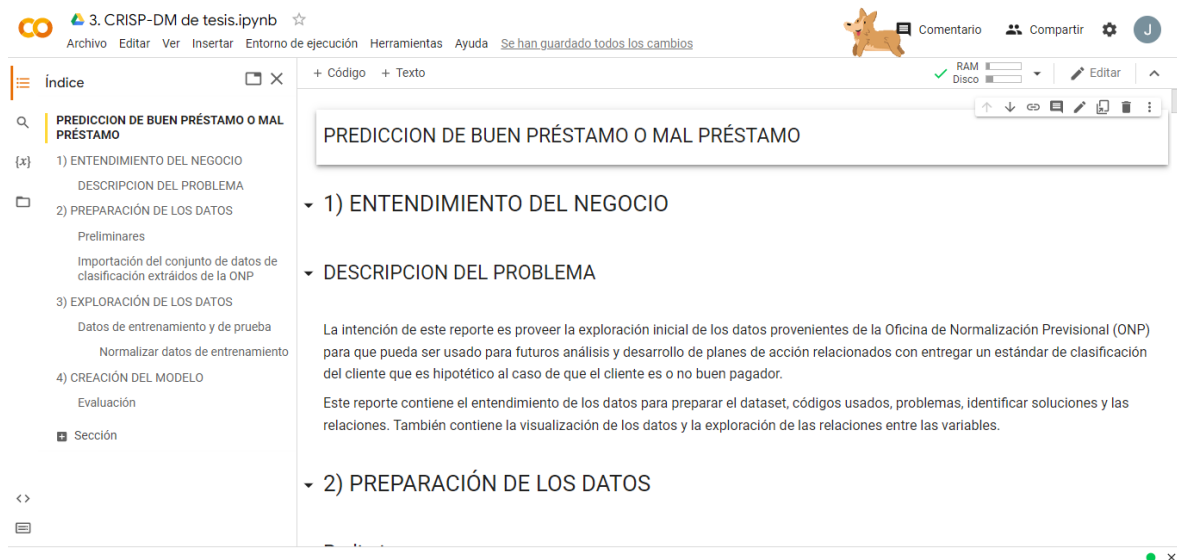 3. CRISP-DM de tesis.ipynb
Archivo Editar Ver Insertar Entorno de ejecución Herramientas Ayuda Se han guardado todos los cambios
Comentario Compartir J
Índice
PREDICCION DE BUEN PRÉSTAMO O MAL
PRÉSTAMO
1) ENTENDIMIENTO DEL NEGOCIO
DESCRIPCION DEL PROBLEMA
2) PREPARACIÓN DE LOS DATOS
Preliminares
Importación del conjunto de datos de
clasificación extráidos de la ONP
3) EXPLORACIÓN DE LOS DATOS
Datos de entrenamiento y de prueba
Normalizar datos de entrenamiento
4) CREACIÓN DEL MODELO
Evaluación
Sección
{x}
<>
+ Código + Texto
RAM
Disco
Editar
PREDICCION DE BUEN PRÉSTAMO O MAL PRÉSTAMO
1) ENTENDIMIENTO DEL NEGOCIO
DESCRIPCION DEL PROBLEMA
La intención de este reporte es proveer la exploración inicial de los datos provenientes de la Oficina de Normalización Previsional (ONP)
para que pueda ser usado para futuros análisis y desarrollo de planes de acción relacionados con entregar un estándar de clasificación
del cliente que es hipotético al caso de que el cliente es o no buen pagador.
Este reporte contiene el entendimiento de los datos para preparar el dataset, códigos usados, problemas, identificar soluciones y las
relaciones. También contiene la visualización de los datos y la exploración de las relaciones entre las variables.
2) PREPARACIÓN DE LOS DATOS